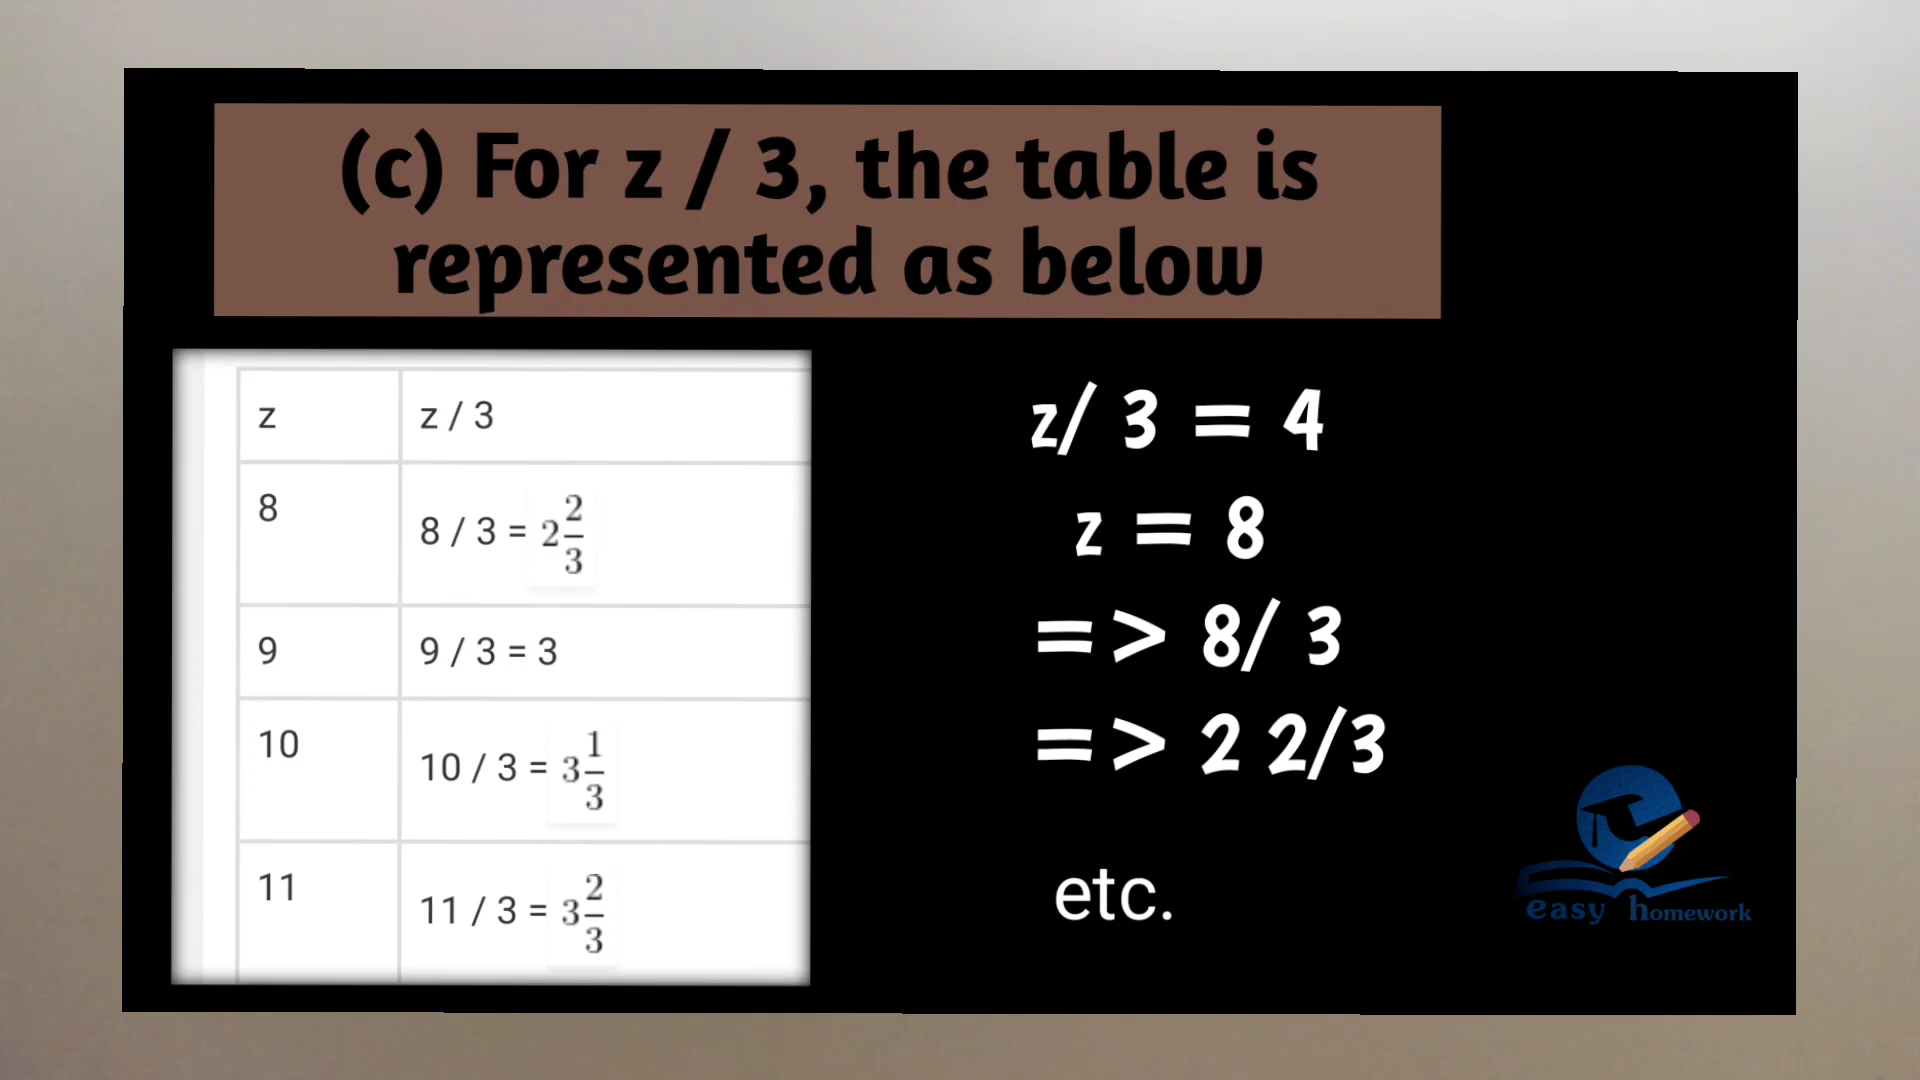 (c) For z / 3, the table is
represented as below
z z / 3
8 8 / 3 = 2 2/3
9 9 / 3 = 3
10 10 / 3 = 3 1/3
11 11 / 3 = 3 2/3
z/ 3 = 4
z = 8
=> 8/ 3
=> 2 2/3
etc.
easy homework